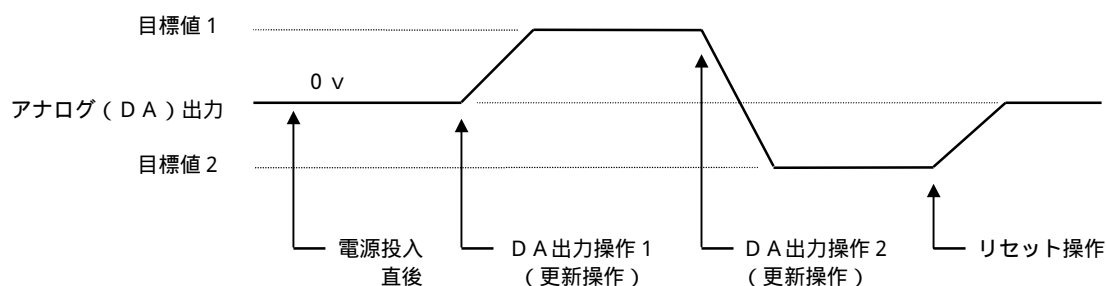 目標値1
0 v
アナログ(DA)出力
目標値2
電源投入
直後
DA出力操作1
(更新操作)
DA出力操作2
(更新操作)
リセット操作